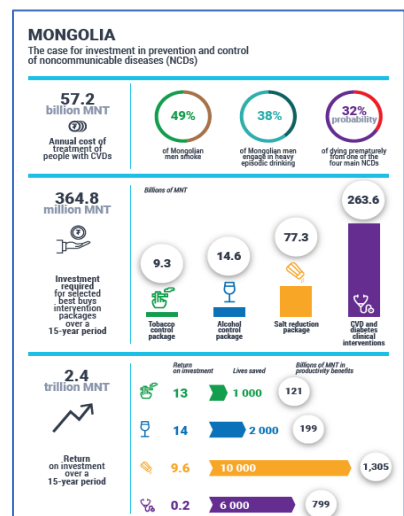 MONGOLIA
The case for investment in prevention and control
of noncommunicable diseases (NCDs)
57.2
billion MNT
Annual cost of
treatment of
people with CVDs
49%
of Mongolian
men smoke
38%
of Mongolian men
engage in heavy
episodic drinking
32%
probability
of dying prematurely
from one of the
four main NCDs
364.8
million MNT
Investment
required
for selected
best buys
intervention
packages
over a
15-year period
Billions of MNT
9.3
Tobacco
control
package
14.6
Alcohol
control
package
77.3
Salt reduction
package
263.6
CVD and
diabetes
clinical
interventions
2.4
trillion MNT
Return
on investment
over a
15-year period
Return
on investment
Lives saved
Billions of MNT in
productivity benefits
13
1 000
121
14
2 000
199
9.6
10 000
1,305
0.2
6 000
799